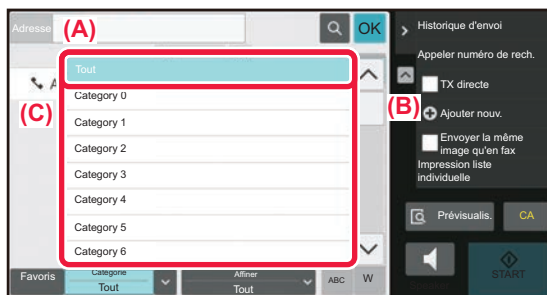 Adresse
(A)
OK
Tout
Category 0
Category 1
Category 2
Category 3
Category 4
Category 5
Category 6
(C)
Favoris
Catégorie
Tout
Affiner
Tout
ABC
W
Historique d'envoi
Appeler numéro de rech.
TX directe
(B)
Ajouter nouv.
Envoyer la même
image qu'en fax
Impression liste
individuelle
Prévisualis.
CA
START